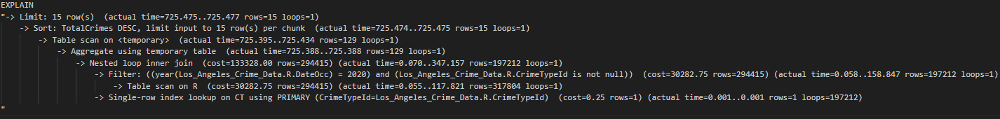 EXPLAIN
"-> Limit: 15 row(s)  (actual time=725.475..725.477 rows=15 loops=1)
-> Sort: TotalCrimes DESC, limit input to 15 row(s) per chunk  (actual time=725.474..725.475 rows=15 loops=1)
-> Table scan on <temporary>  (actual time=725.395..725.434 rows=129 loops=1)
-> Aggregate using temporary table  (actual time=725.388..725.388 rows=129 loops=1)
-> Nested loop inner join  (cost=133328.00 rows=294415) (actual time=0.070..347.157 rows=197212 loops=1)
-> Filter: ((year(Los_Angeles_Crime_Data.R.DateOcc) = 2020) and (Los_Angeles_Crime_Data.R.CrimeTypeId is not null))  (cost=30282.75 rows=294415) (actual time=0.058..158.847 rows=197212 loops=1)
-> Table scan on R  (cost=30282.75 rows=294415) (actual time=0.055..117.821 rows=317804 loops=1)
-> Single-row index lookup on CT using PRIMARY (CrimeTypeId=Los_Angeles_Crime_Data.R.CrimeTypeId)  (cost=0.25 rows=1) (actual time=0.001..0.001 rows=1 loops=197212)
"